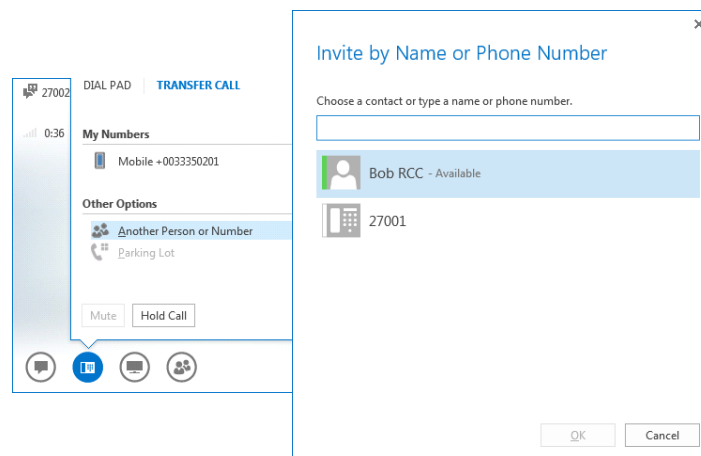 27002
0:36
DIAL PAD TRANSFER CALL
My Numbers
Mobile +0033350201
Other Options
Another Person or Number
Parking Lot
Mute Hold Call
Invite by Name or Phone Number
Choose a contact or type a name or phone number.
Bob RCC - Available
27001
OK Cancel